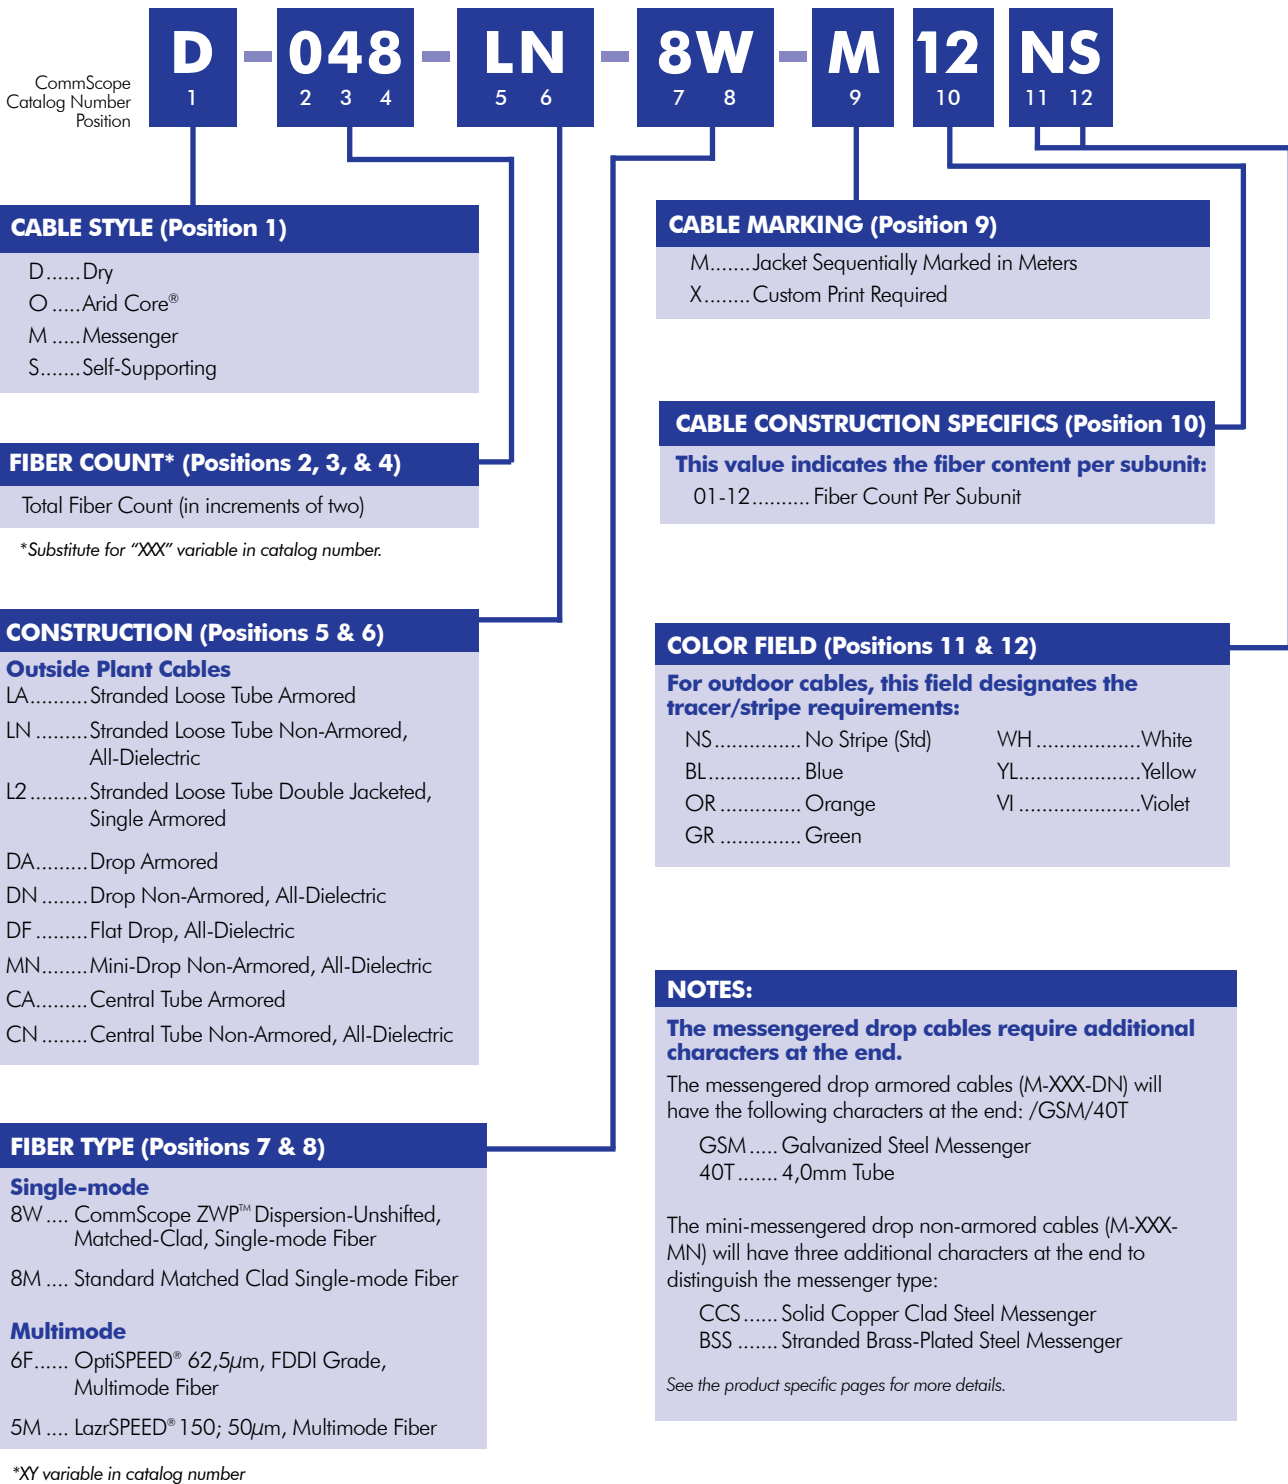 D - 048 - LN - 8W - M 12 NS
CommScope
Catalog Number
Position
1 2 3 4 5 6 7 8 9 10 11 12
CABLE STYLE (Position 1)
D......Dry
O.....Arid Core®
M.....Messenger
S.......Self-Supporting
FIBER COUNT* (Positions 2, 3, & 4)
Total Fiber Count (in increments of two)
*Substitute for “XXX” variable in catalog number.
CONSTRUCTION (Positions 5 & 6)
Outside Plant Cables
LA..........Stranded Loose Tube Armored
LN.........Stranded Loose Tube Non-Armored,
All-Dielectric
L2..........Stranded Loose Tube Double Jacketed,
Single Armored
DA.........Drop Armored
DN........Drop Non-Armored, All-Dielectric
DF.........Flat Drop, All-Dielectric
MN........Mini-Drop Non-Armored, All-Dielectric
CA.........Central Tube Armored
CN........Central Tube Non-Armored, All-Dielectric
FIBER TYPE (Positions 7 & 8)
Single-mode
8W.... CommScope ZWP™ Dispersion-Unshifted,
Matched-Clad, Single-mode Fiber
8M.... Standard Matched Clad Single-mode Fiber
Multimode
6F...... OptiSPEED® 62,5µm, FDDI Grade,
Multimode Fiber
5M.... LazrSPEED® 150; 50µm, Multimode Fiber
*XY variable in catalog number
CABLE MARKING (Position 9)
M.......Jacket Sequentially Marked in Meters
X........Custom Print Required
CABLE CONSTRUCTION SPECIFICS (Position 10)
This value indicates the fiber content per subunit:
01-12.......... Fiber Count Per Subunit
COLOR FIELD (Positions 11 & 12)
For outdoor cables, this field designates the
tracer/stripe requirements:
NS............... No Stripe (Std) WH..................White
BL................ Blue YL.....................Yellow
OR.............. Orange VI.....................Violet
GR.............. Green
NOTES:
The messengered drop cables require additional
characters at the end.
The messengered drop armored cables (M-XXX-DN) will
have the following characters at the end: /GSM/40T
GSM..... Galvanized Steel Messenger
40T....... 4,0mm Tube
The mini-messengered drop non-armored cables (M-XXX-
MN) will have three additional characters at the end to
distinguish the messenger type:
CCS...... Solid Copper Clad Steel Messenger
BSS....... Stranded Brass-Plated Steel Messenger
See the product specific pages for more details.